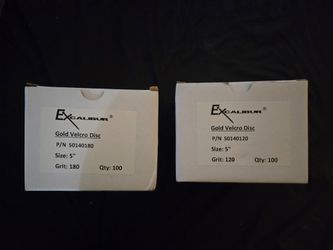 EXCALIBUR®
Gold Velcro Disc
P/N 50140180
Size: 5"
Grit: 180 Qty: 100
EXCALIBUR®
Gold Velcro Disc
P/N 50140120
Size: 5"
Grit: 120 Qty: 100